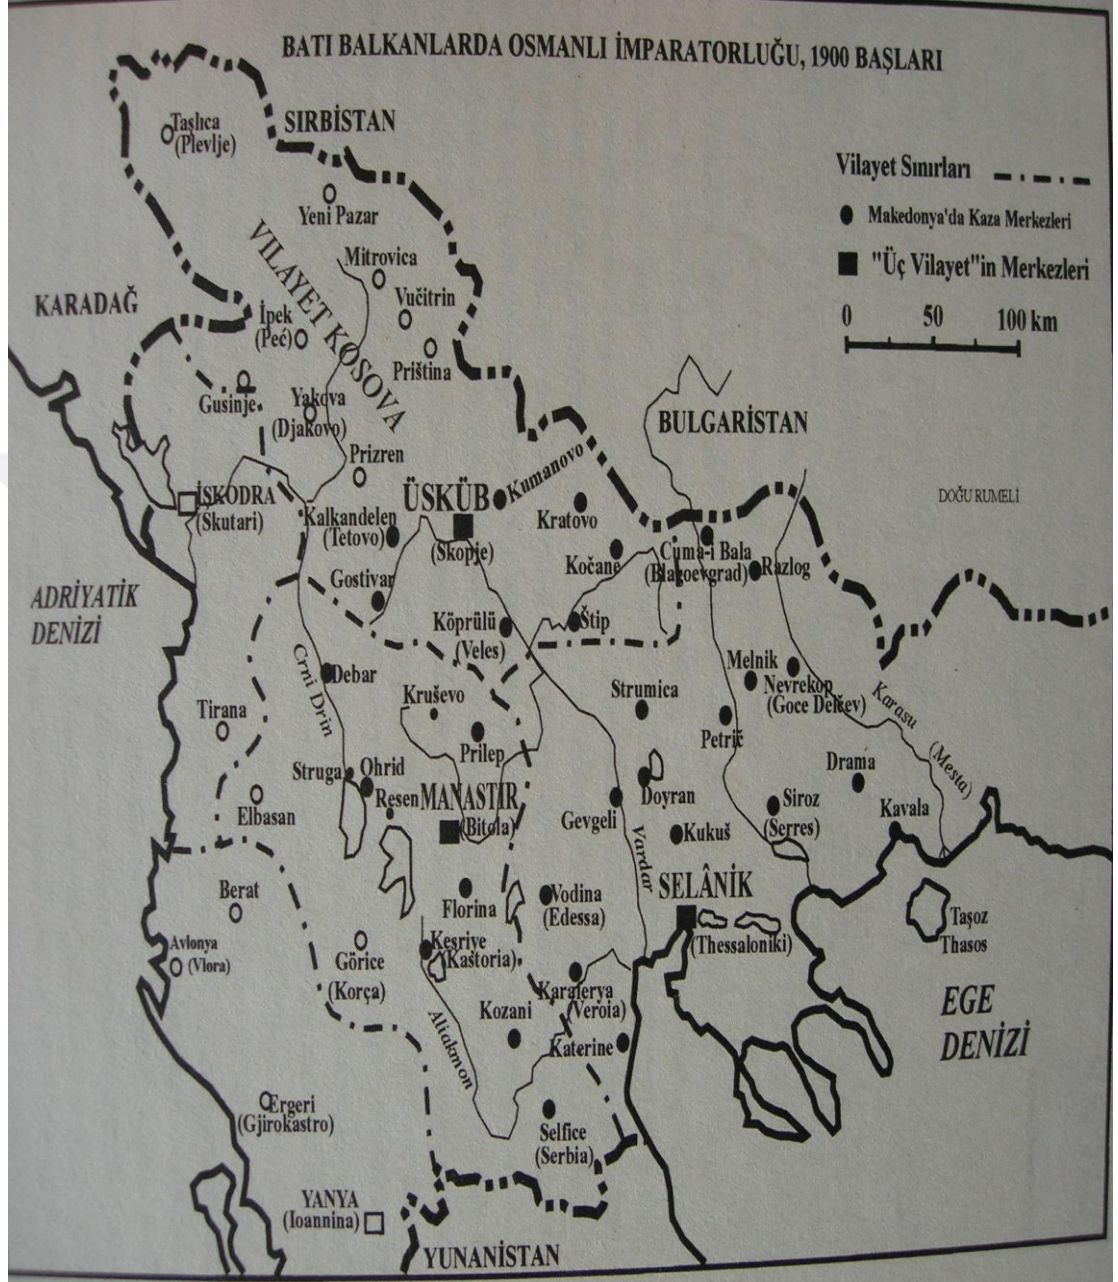 BATI BALKANLARDA OSMANLI İMPARATORLUĞU, 1900 BAŞLARI
SIRBİSTAN
Taşlıca
(Plevlje)
Vilayet Sınırları
Makedonya'da Kaza Merkezleri
"Üç Vilayet"in Merkezleri
0 50 100 km
Yeni Pazar
VILAYET KOSOVA
Mitrovica
Vučitrin
KARADAĞ
İpek
(Peć)
Priština
Gusinje
Yakova
(Djakovo)
BULGARİSTAN
Prizren
ÜSKÜB
Kumanovo
İŞKODRA
(Skutari)
Kalkandelen
(Tetovo)
(Skopje)
Kratovo
DOĞU RUMELİ
Kočane
Cuma-i Bala
(Blagoevgrad)
Razlog
ADRİYATİK
DENİZİ
Gostivar
Köprülü
(Veles)
Štip
Crni Drin
Debar
Melnik
Nevrekop
(Goce Delčev)
Karasu
(Mesta)
Tirana
Kruševo
Strumica
Prilep
Petrič
Struga
Ohrid
Drama
Resen
MANASTIR
(Bitola)
Elbasan
Doyran
Siroz
(Serres)
Kavala
Gevgeli
Kukuš
Vardar
Berat
Florina
Vodina
(Edessa)
SELÂNİK
(Thessaloniki)
Taşoz
Thasos
Avlonya
(Vlora)
Görice
(Korça)
Kesriye
(Kastoria)
Karaferya
(Veroia)
Kozani
Katerine
Aliakmon
EGE
DENİZİ
Ergeri
(Gjirokastro)
Selfice
(Serbia)
YANYA
(Ioannina)
YUNANİSTAN